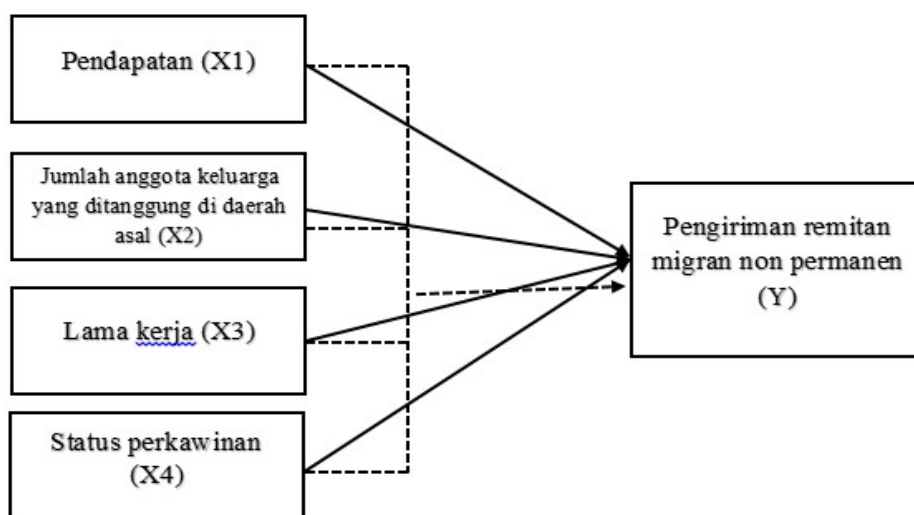 Pendapatan (X1)
Jumlah anggota keluarga
yang ditanggung di daerah
asal (X2)
Lama kerja (X3)
Status perkawinan
(X4)
Pengiriman remitan
migran non permanen
(Y)